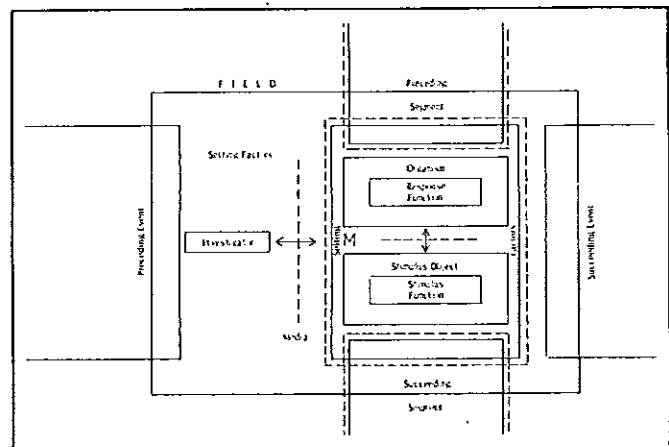 F I E L D
Preceding
Segment
Setting Factors
Organism
Response
Function
Preceding Event
Investigator
Setting
M
Factors
Succeeding Event
Stimulus Object
Stimulus
Function
Media
Succeeding
Segment